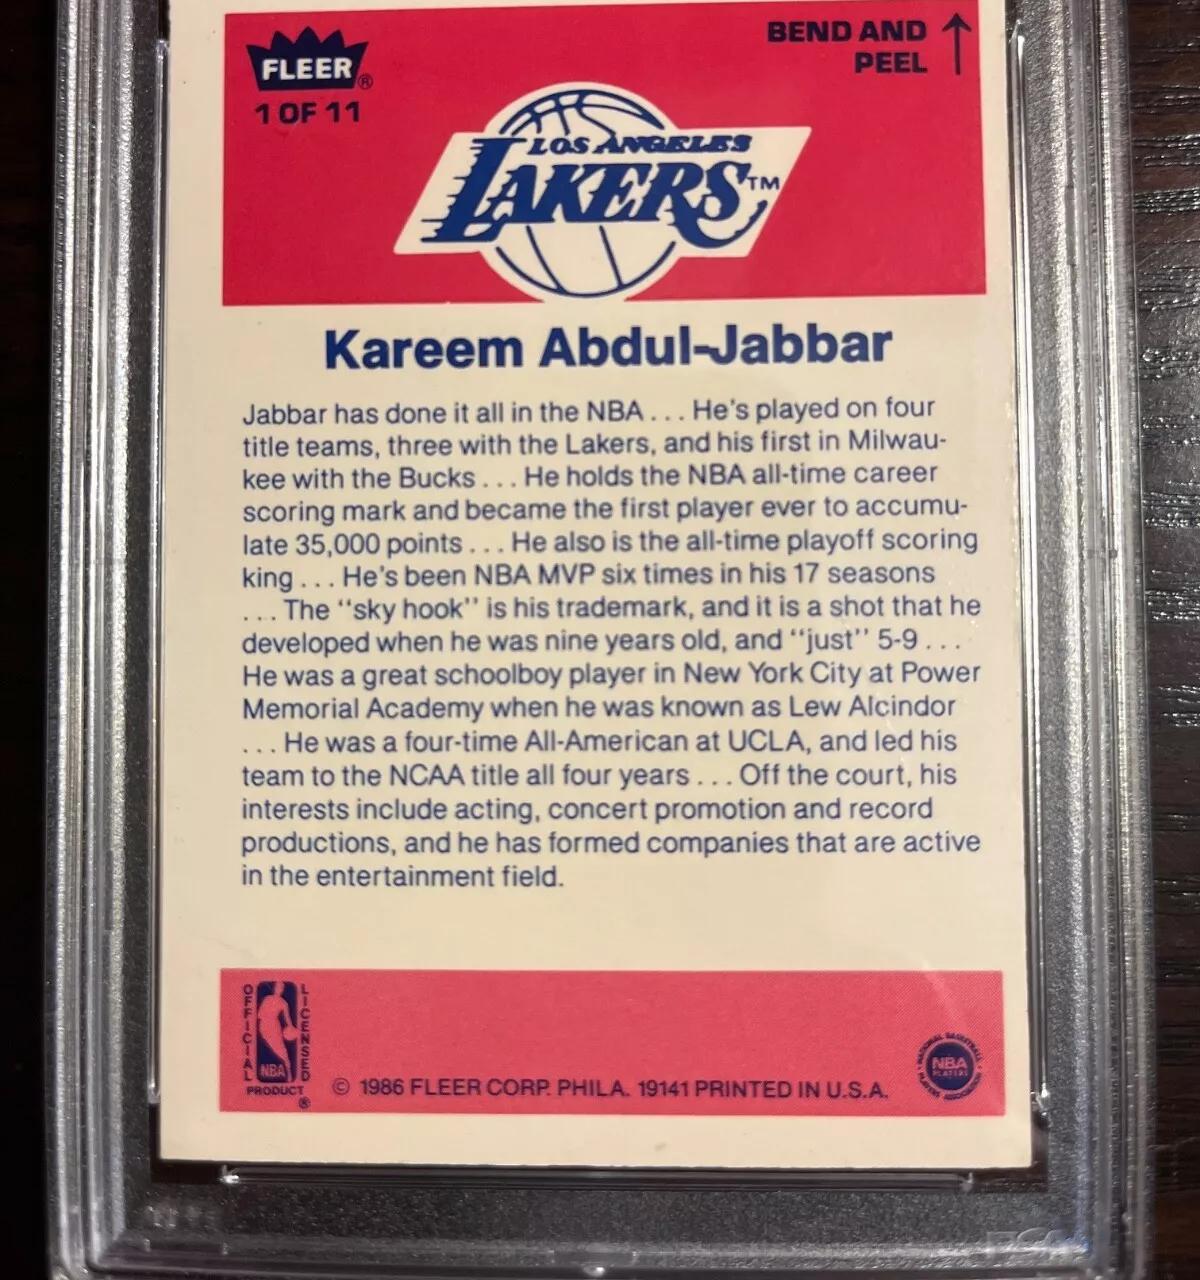 FLEER®
1 OF 11
BEND AND
PEEL
LOS ANGELES
LAKERS™
Kareem Abdul-Jabbar
Jabbar has done it all in the NBA . . . He's played on four
title teams, three with the Lakers, and his first in Milwau-
kee with the Bucks . . . He holds the NBA all-time career
scoring mark and became the first player ever to accumu-
late 35,000 points . . . He also is the all-time playoff scoring
king . . . He's been NBA MVP six times in his 17 seasons
. . . The "sky hook" is his trademark, and it is a shot that he
developed when he was nine years old, and "just" 5-9 . . .
He was a great schoolboy player in New York City at Power
Memorial Academy when he was known as Lew Alcindor
. . . He was a four-time All-American at UCLA, and led his
team to the NCAA title all four years . . . Off the court, his
interests include acting, concert promotion and record
productions, and he has formed companies that are active
in the entertainment field.
OFFICIAL
NBA
LICENSED
PRODUCT ®
© 1986 FLEER CORP. PHILA. 19141 PRINTED IN U.S.A.
NATIONAL BASKETBALL
NBA
PLAYERS
PLAYERS ASSOCIATION